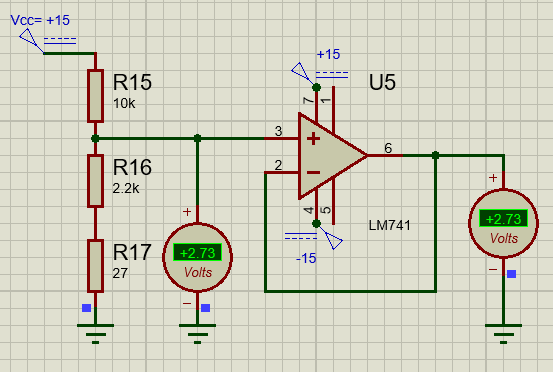 Vcc= +15
R15
10k
R16
2.2k
R17
27
+
+2.73
Volts
−
+15
U5
7
1
3
+
2
−
6
4
5
LM741
-15
+
+2.73
Volts
−